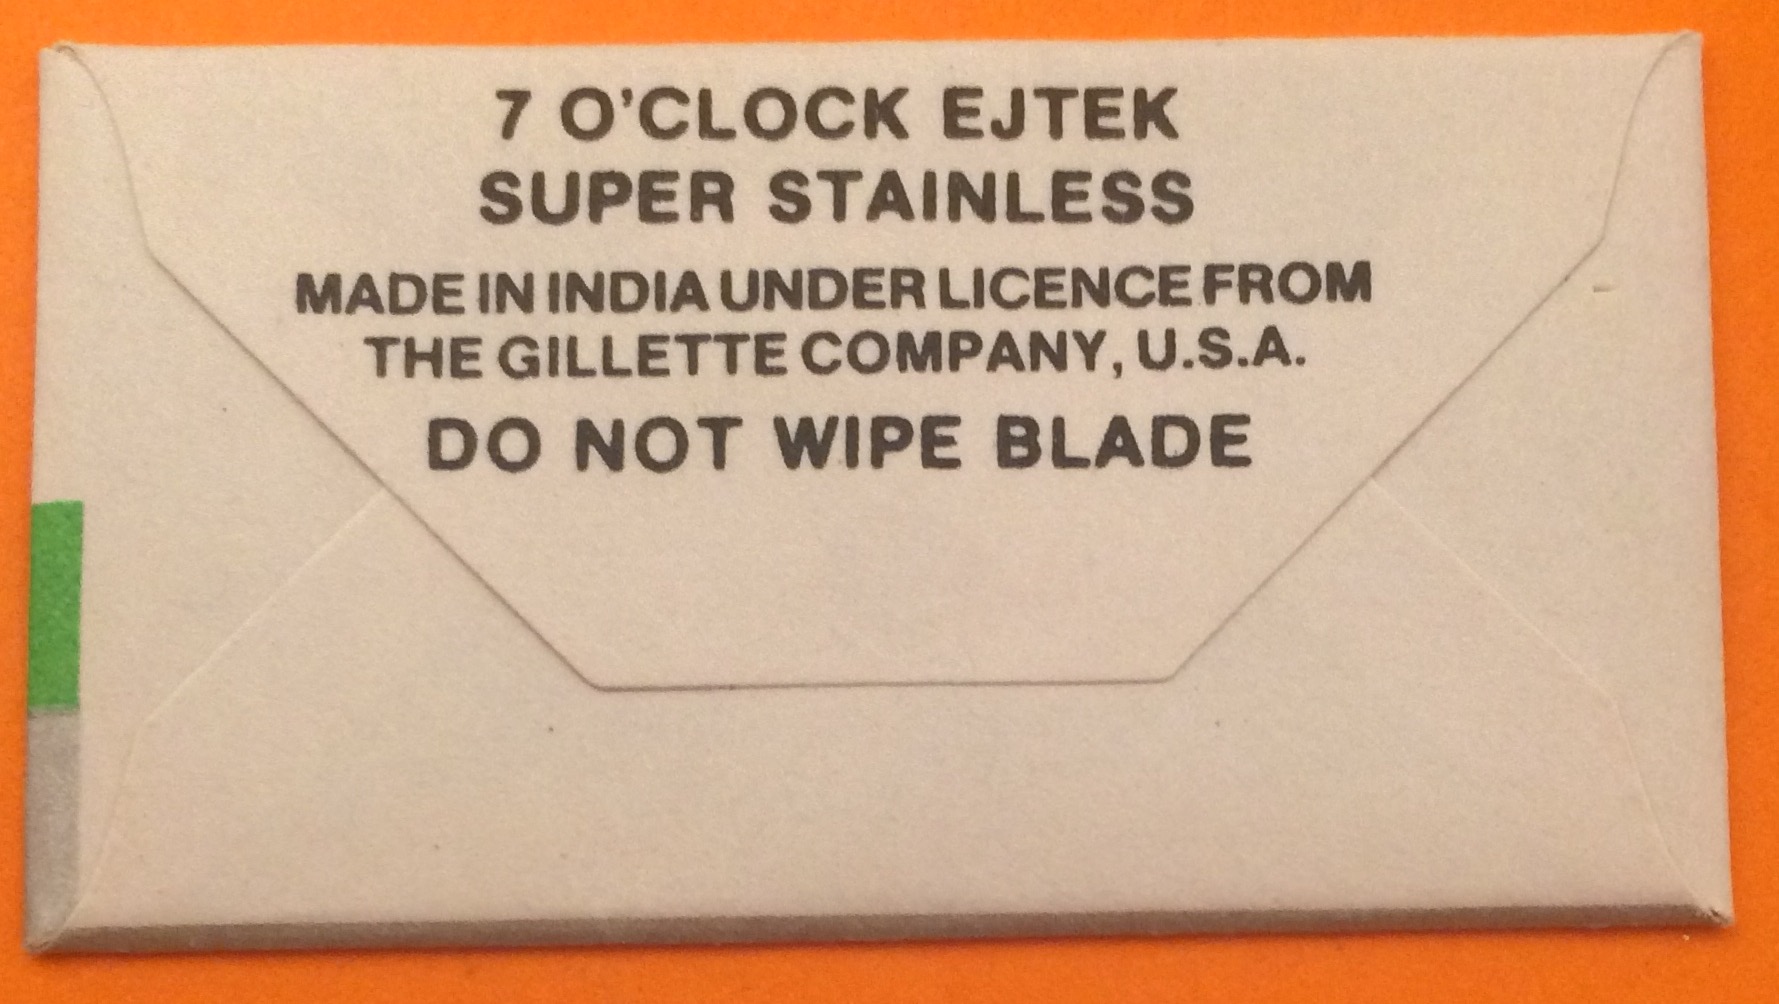 7 O'CLOCK EJTEK
SUPER STAINLESS
MADE IN INDIA UNDER LICENCE FROM
THE GILLETTE COMPANY, U.S.A.
DO NOT WIPE BLADE